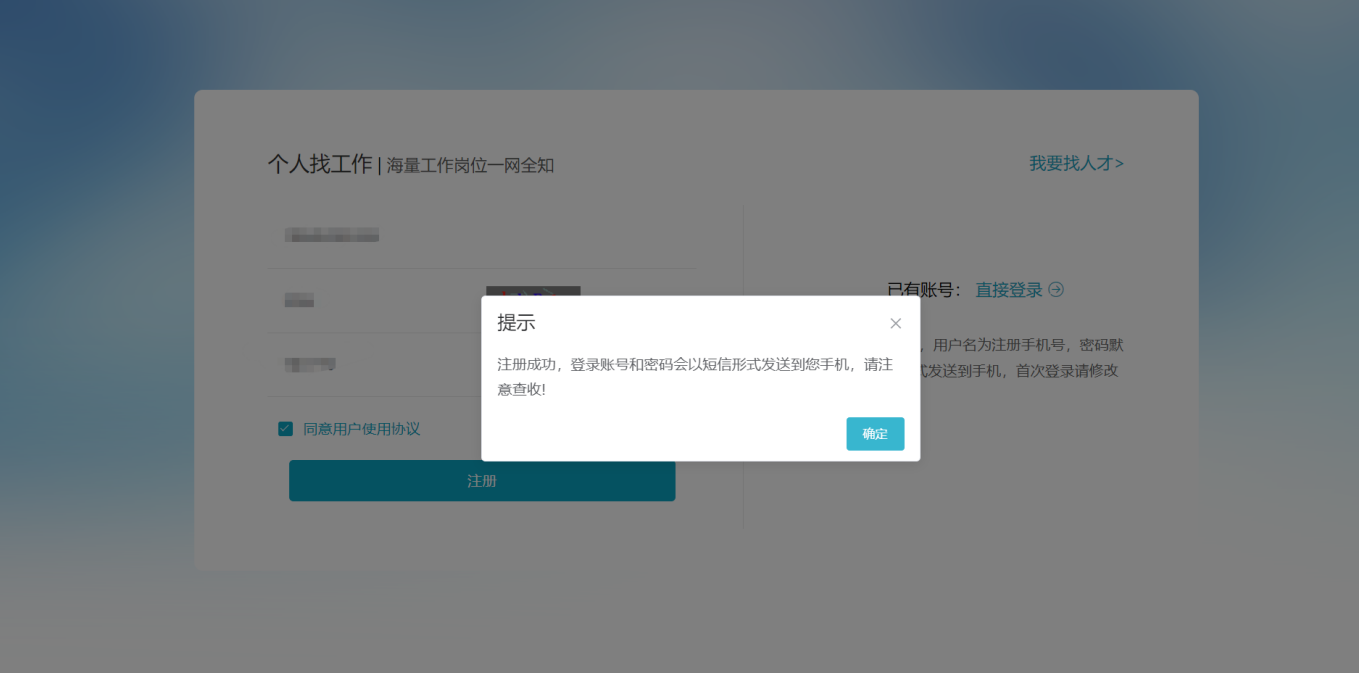 个人找工作 | 海量工作岗位一网全知
我要找人才>
已有账号： 直接登录
，用户名为注册手机号，密码默
式发送到手机，首次登录请修改
提示
注册成功，登录账号和密码会以短信形式发送到您手机，请注
意查收!
确定
同意用户使用协议
注册